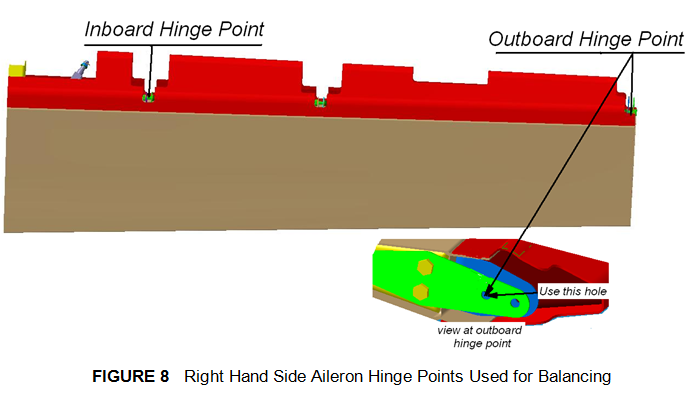 Inboard Hinge Point
Outboard Hinge Point
Use this hole
view at outboard
hinge point
FIGURE 8 Right Hand Side Aileron Hinge Points Used for Balancing